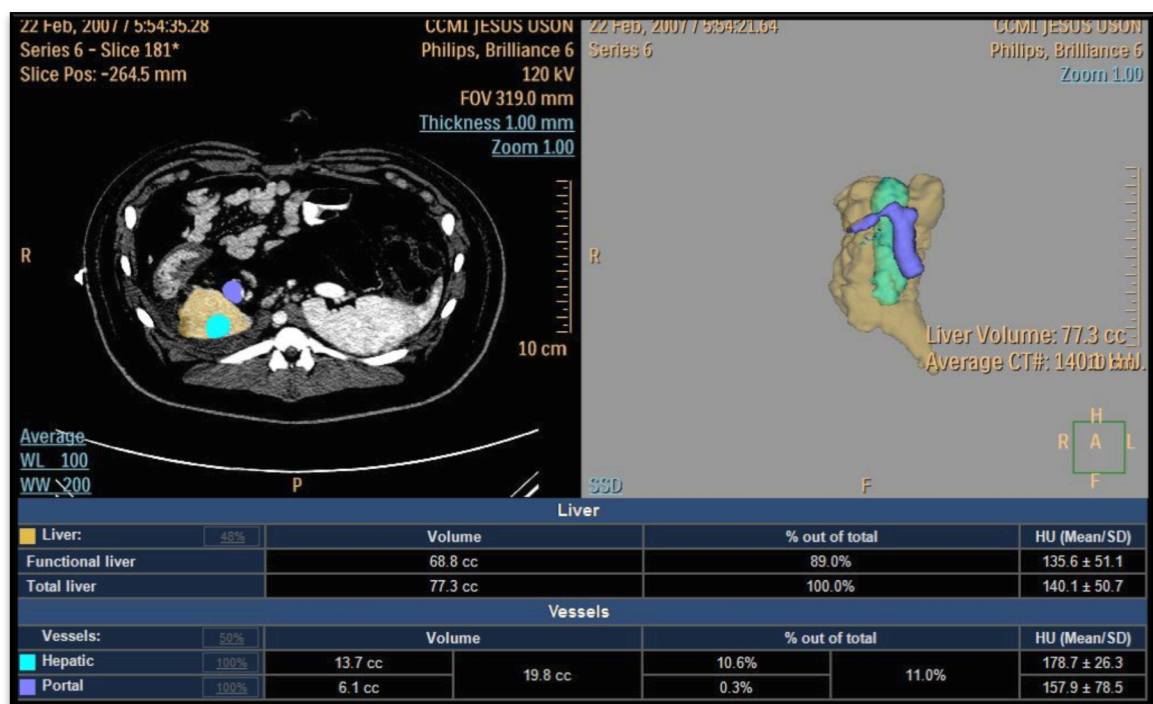 22 Feb, 2007 / 5:54:35.28
Series 6 - Slice 181*
Slice Pos: -264.5 mm
CCMI JESUS USON
Philips, Brilliance 6
120 kV
FOV 319.0 mm
Thickness 1.00 mm
Zoom 1.00
R
10 cm
Average
WL 100
WW 200
P
22 Feb, 2007 / 5:54:21.64
Series 6
CCMI JESUS USON
Philips, Brilliance 6
Zoom 1.00
R
Liver Volume: 77.3 cc
Average CT#: 140.
H
R A L
F
SSD
F
Liver
Liver: 48% Volume % out of total HU (Mean/SD)
Functional liver 68.8 cc 89.0% 135.6 ± 51.1
Total liver 77.3 cc 100.0% 140.1 ± 50.7
Vessels
Vessels: 50% Volume % out of total HU (Mean/SD)
Hepatic 100% 13.7 cc 19.8 cc 10.6% 11.0% 178.7 ± 26.3
Portal 100% 6.1 cc 0.3% 157.9 ± 78.5